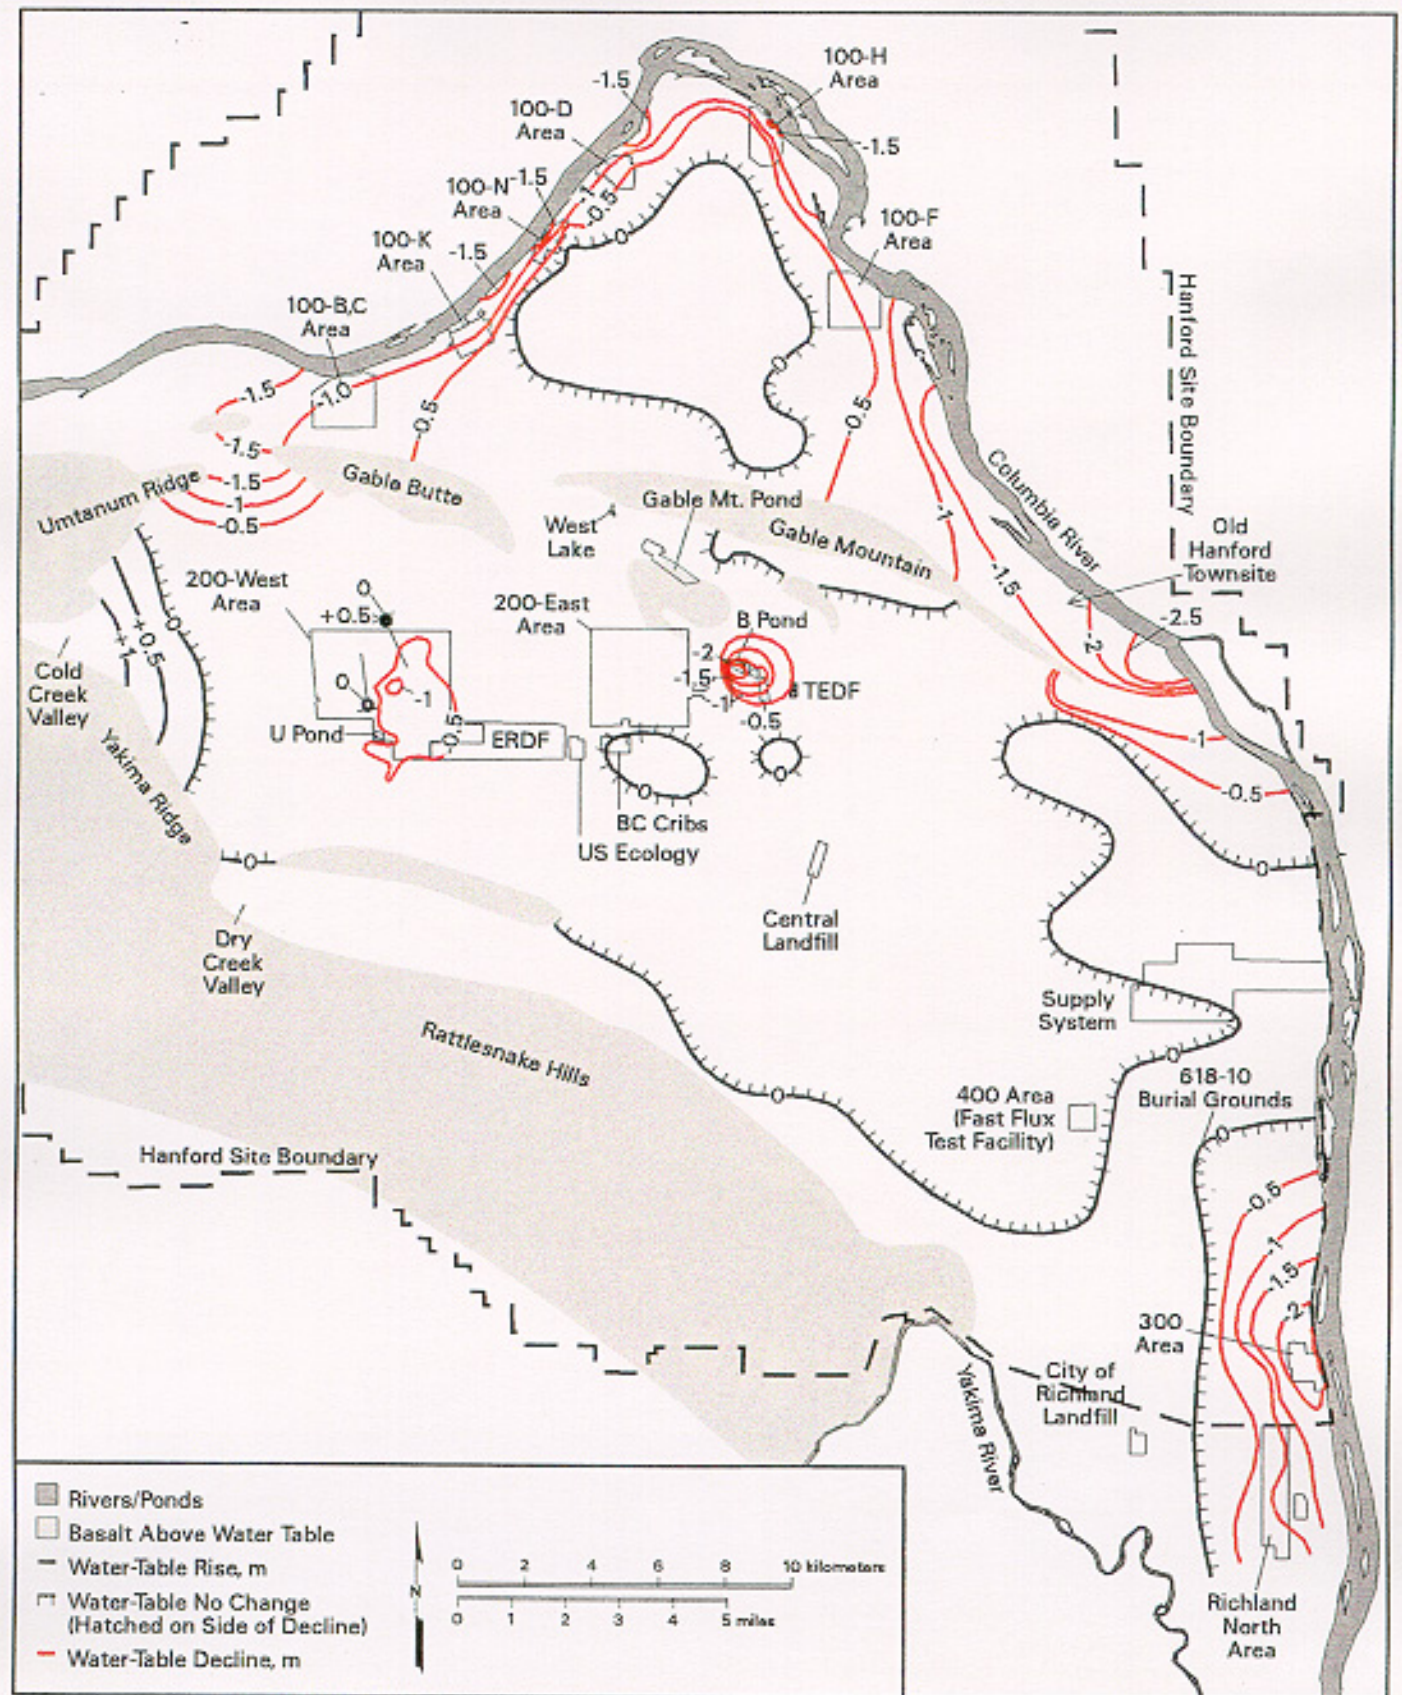 100-H
Area
-1.5
100-D
Area
-1.5
100-N
Area
-1.5
-1
-0.5
0
100-F
Area
100-K
Area
-1.5
100-B,C
Area
Hanford Site Boundary
0
-1.5
-1.0
-0.5
-0.5
-1.5
Gable Butte
Columbia River
Umtanum Ridge
-1.5
-1
-0.5
Gable Mt. Pond
West
Lake
Gable Mountain
-1
Old
Hanford
Townsite
200-West
Area
0
+0.5
200-East
Area
-1.5
-2.5
-2
B Pond
0
+0.5
+1
Cold
Creek
Valley
0
-1
-2
-1.5
-1
-0.5
TEDF
U Pond
-0.5
ERDF
-1
Yakima Ridge
0
0
-0.5
BC Cribs
US Ecology
0
0
Central
Landfill
Dry
Creek
Valley
Supply
System
Rattlesnake Hills
0
0
618-10
Burial Grounds
400 Area
(Fast Flux
Test Facility)
0
Hanford Site Boundary
-0.5
-1
-1.5
-2
300
Area
City of
Richland
Landfill
Yakima River
Richland
North
Area
Rivers/Ponds
Basalt Above Water Table
Water-Table Rise, m
Water-Table No Change
(Hatched on Side of Decline)
Water-Table Decline, m
N
0 2 4 6 8 10 kilometers
0 1 2 3 4 5 miles